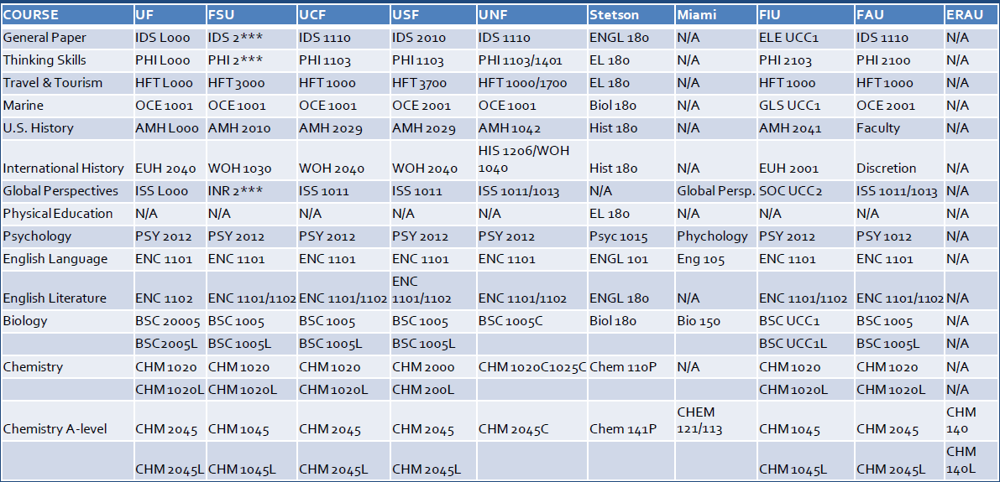 COURSE UF FSU UCF USF UNF Stetson Miami FIU FAU ERAU
General Paper IDS L000 IDS 2*** IDS 1110 IDS 2010 IDS 1110 ENGL 180 N/A ELE UCC1 IDS 1110 N/A
Thinking Skills PHI L000 PHI 2*** PHI 1103 PHI 1103 PHI 1103/1401 EL 180 N/A PHI 2103 PHI 2100 N/A
Travel & Tourism HFT L000 HFT 3000 HFT 1000 HFT 3700 HFT 1000/1700 EL 180 N/A HFT 1000 HFT 1000 N/A
Marine OCE 1001 OCE 1001 OCE 1001 OCE 2001 OCE 1001 Biol 180 N/A GLS UCC1 OCE 2001 N/A
U.S. History AMH L000 AMH 2010 AMH 2029 AMH 2029 AMH 1042 Hist 180 N/A AMH 2041 Faculty N/A
HIS 1206/WOH
International History EUH 2040 WOH 1030 WOH 2040 WOH 2040 1040 Hist 180 N/A EUH 2001 Discretion N/A
Global Perspectives ISS L000 INR 2*** ISS 1011 ISS 1011 ISS 1011/1013 N/A Global Persp. SOC UCC2 ISS 1011/1013 N/A
Physical Education N/A N/A N/A N/A N/A EL 180 N/A N/A N/A N/A
Psychology PSY 2012 PSY 2012 PSY 2012 PSY 2012 PSY 2012 Psyc 1015 Phychology PSY 2012 PSY 1012 N/A
English Language ENC 1101 ENC 1101 ENC 1101 ENC 1101 ENC 1101 ENGL 101 Eng 105 ENC 1101 ENC 1101 N/A
ENC
English Literature ENC 1102 ENC 1101/1102 ENC 1101/1102 1101/1102 ENC 1101/1102 ENGL 180 N/A ENC 1101/1102 ENC 1101/1102 N/A
Biology BSC 20005 BSC 1005 BSC 1005 BSC 1005 BSC 1005C Biol 180 Bio 150 BSC UCC1 BSC 1005 N/A
BSC2005L BSC 1005L BSC 1005L BSC 1005L BSC UCC1L BSC 1005L N/A
Chemistry CHM 1020 CHM 1020 CHM 1020 CHM 2000 CHM 1020C1025C Chem 110P N/A CHM 1020 CHM 1020 N/A
CHM 1020L CHM 1020L CHM 1020L CHM 200L CHM 1020L CHM 1020L N/A
CHEM CHM
Chemistry A-level CHM 2045 CHM 1045 CHM 2045 CHM 2045 CHM 2045C Chem 141P 121/113 CHM 1045 CHM 2045 140
CHM
CHM 2045L CHM 1045L CHM 2045L CHM 2045L CHM 1045L CHM 2045L 140L